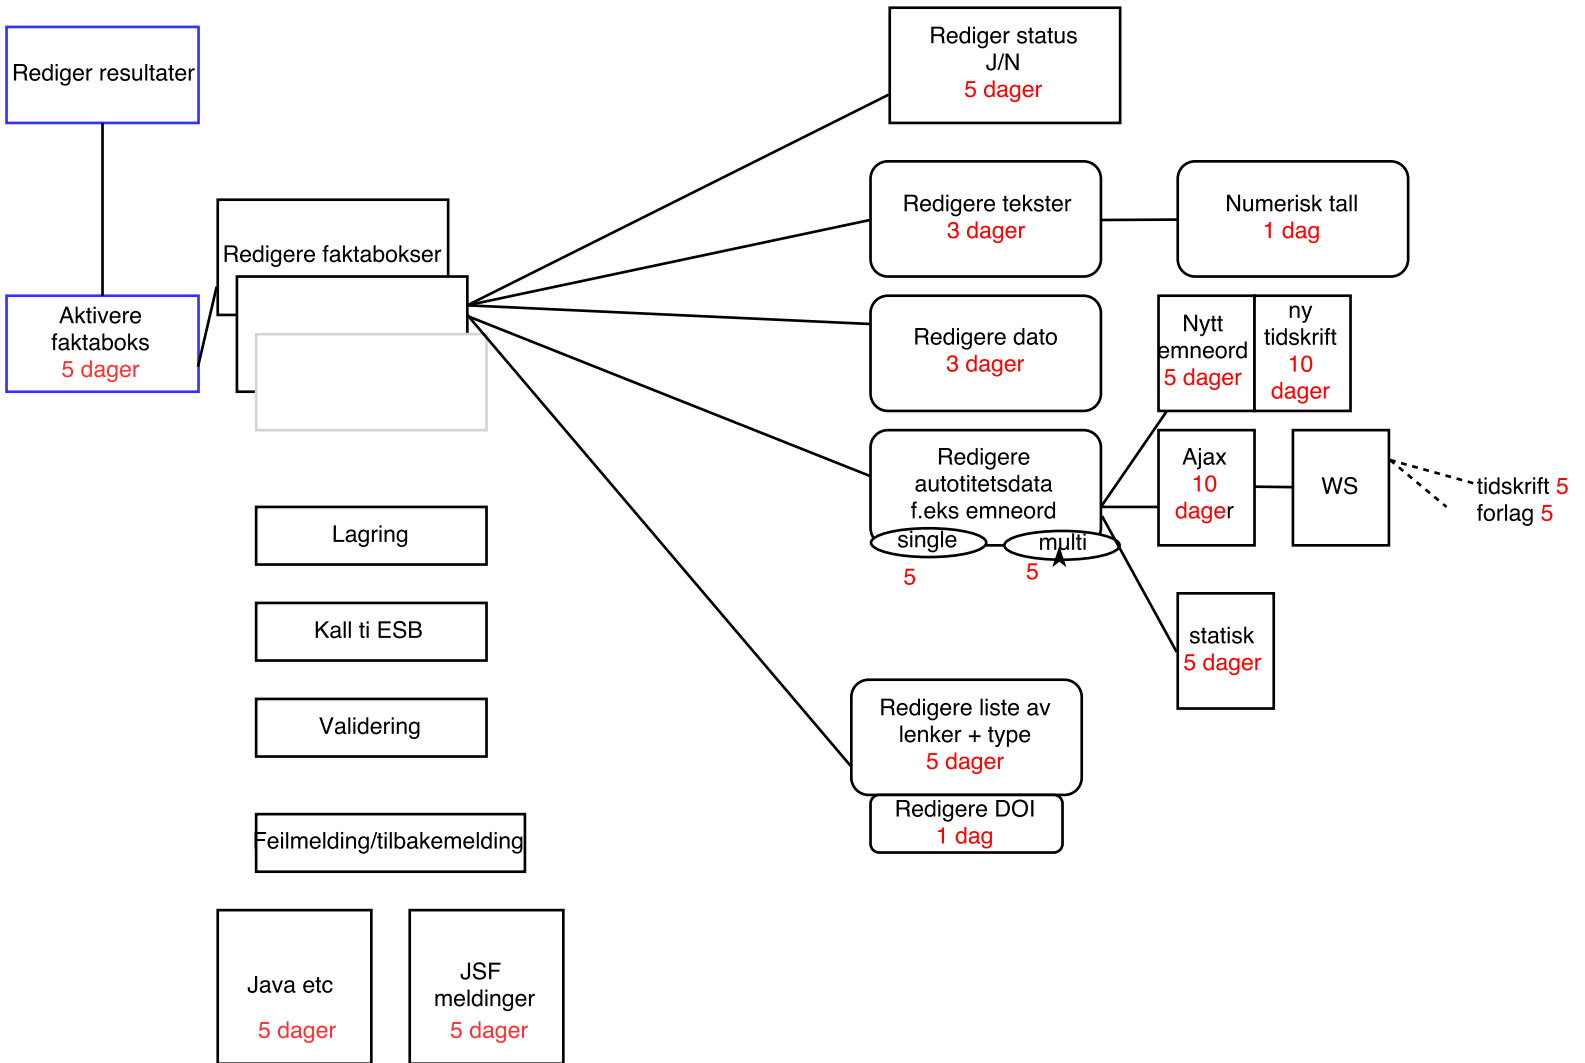 Rediger resultater
Aktivere
faktaboks
5 dager
Redigere faktabokser
Lagring
Kall ti ESB
Validering
Feilmelding/tilbakemelding
Java etc
5 dager
JSF
meldinger
5 dager
Rediger status
J/N
5 dager
Redigere tekster
3 dager
Numerisk tall
1 dag
Redigere dato
3 dager
Nytt
emneord
5 dager
ny
tidskrift
10
dager
Redigere
autotitetsdata
f.eks emneord
single
multi
5
5
Ajax
10
dager
WS
tidskrift 5
forlag 5
statisk
5 dager
Redigere liste av
lenker + type
5 dager
Redigere DOI
1 dag